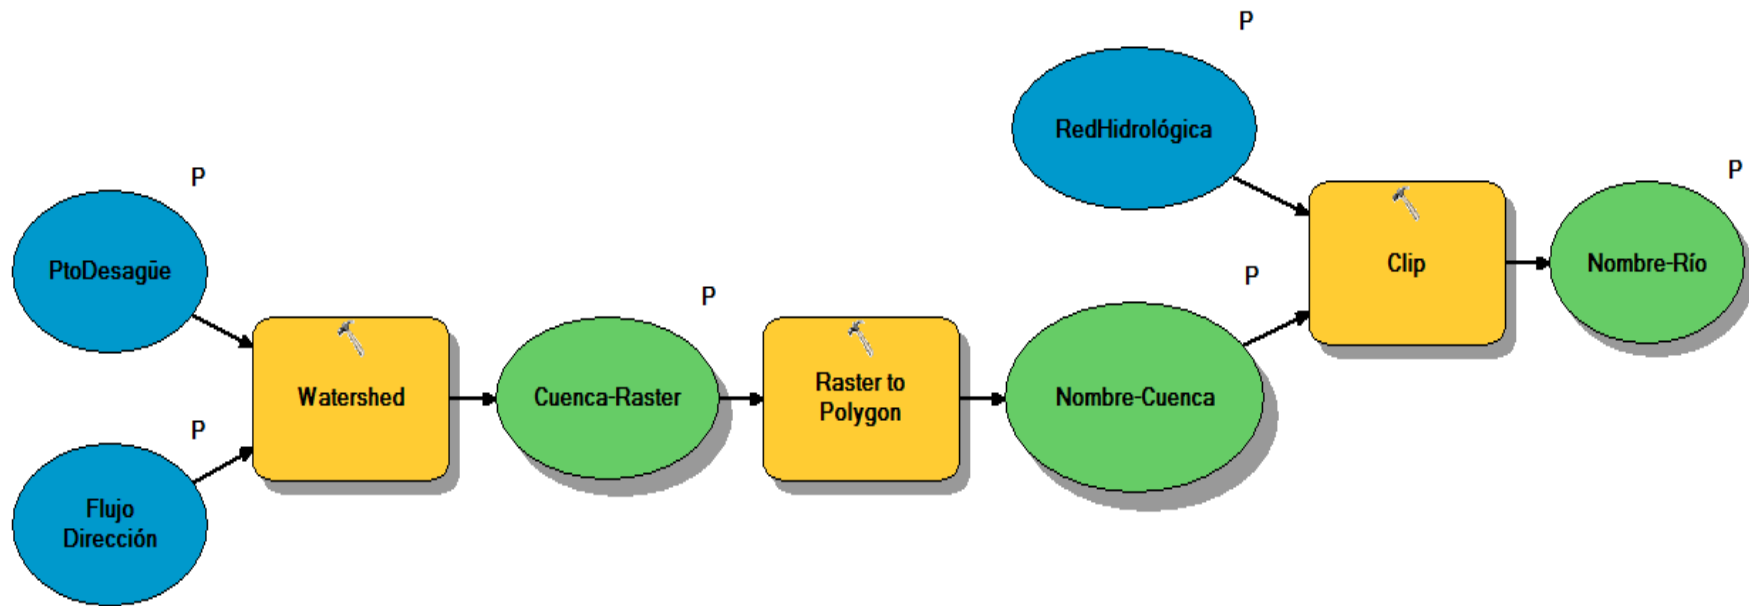 P
RedHidrológica
P
P
Clip
Nombre-Río
PtoDesagüe
P
P
Watershed
Cuenca-Raster
Raster to
Polygon
Nombre-Cuenca
P
Flujo
Dirección